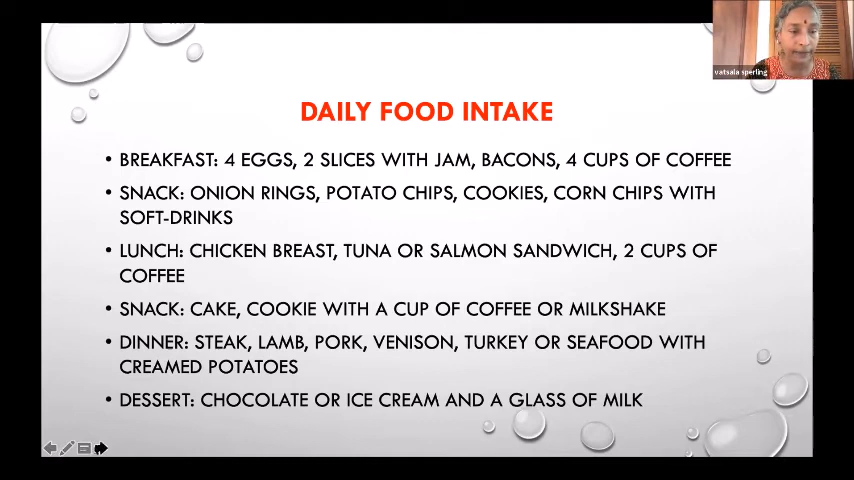 vatsala sperling
DAILY FOOD INTAKE
• BREAKFAST: 4 EGGS, 2 SLICES WITH JAM, BACONS, 4 CUPS OF COFFEE
• SNACK: ONION RINGS, POTATO CHIPS, COOKIES, CORN CHIPS WITH
SOFT-DRINKS
• LUNCH: CHICKEN BREAST, TUNA OR SALMON SANDWICH, 2 CUPS OF
COFFEE
• SNACK: CAKE, COOKIE WITH A CUP OF COFFEE OR MILKSHAKE
• DINNER: STEAK, LAMB, PORK, VENISON, TURKEY OR SEAFOOD WITH
CREAMED POTATOES
• DESSERT: CHOCOLATE OR ICE CREAM AND A GLASS OF MILK